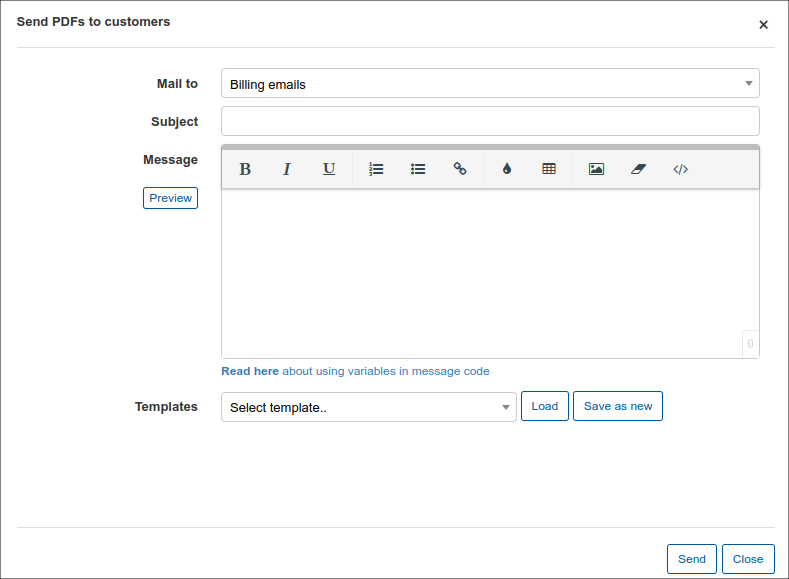 Send PDFs to customers
×
Mail to
Billing emails
Subject
Message
B I U </>
Preview
0
Read here about using variables in message code
Templates
Select template..
Load
Save as new
Send
Close